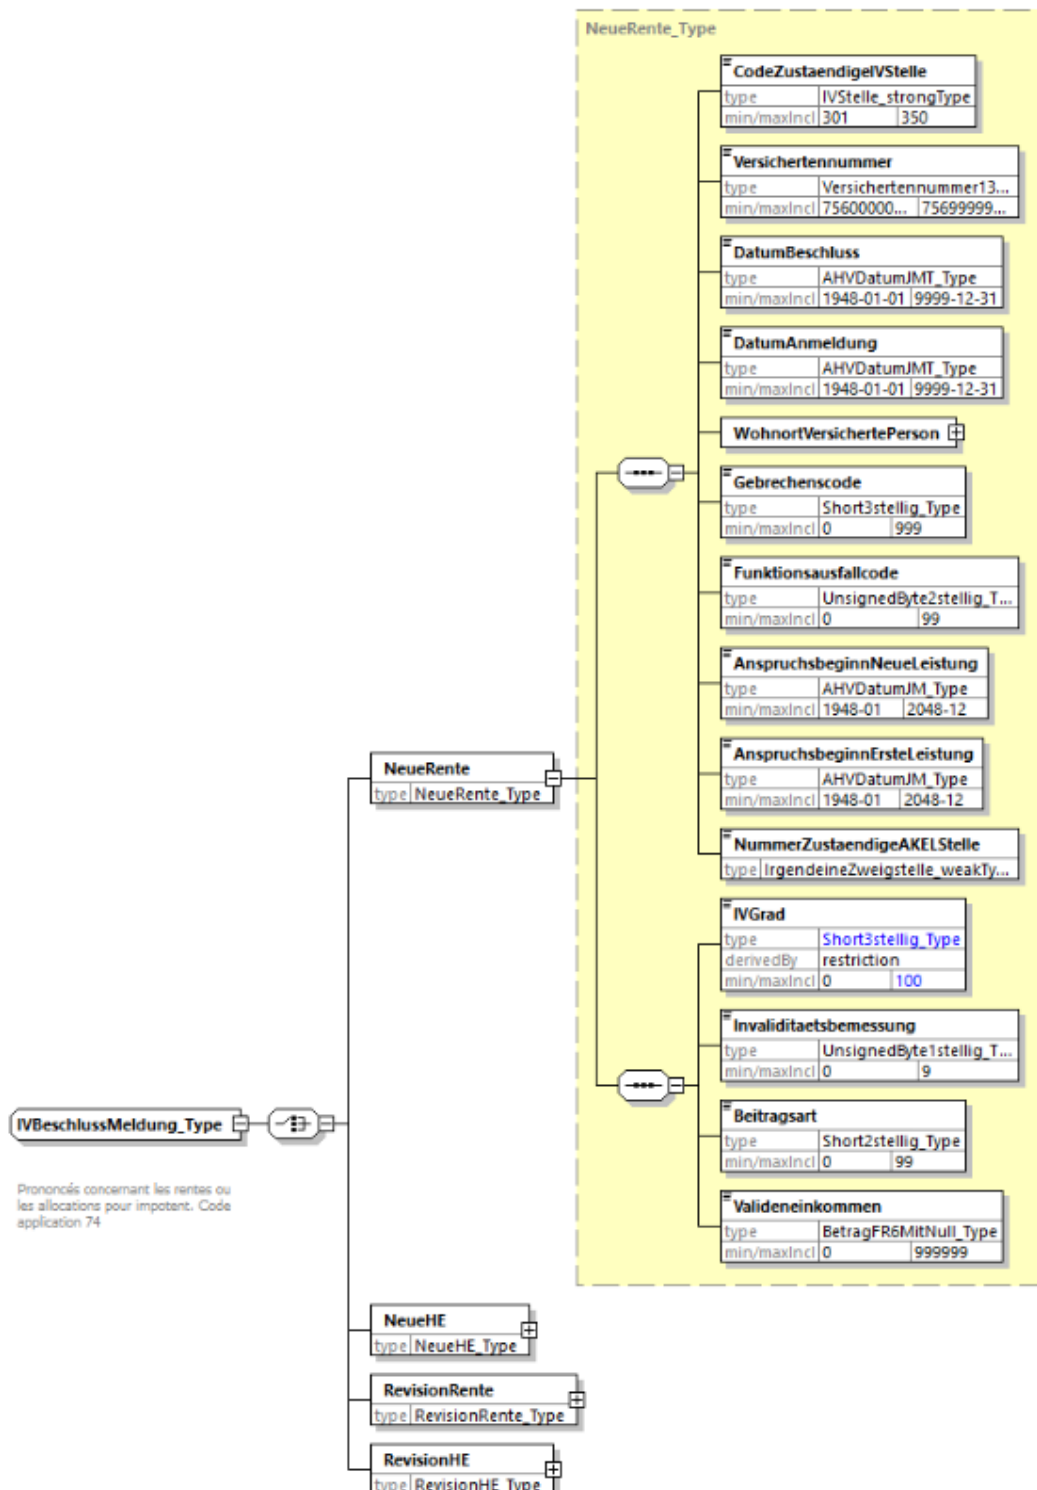 NeueRente_Type
CodeZustaendigeIVStelle
type IVStelle_strongType
min/maxIncl 301 350
Versichertennummer
type Versichertennummer13...
min/maxIncl 75600000... 75699999...
DatumBeschluss
type AHVDatumJMT_Type
min/maxIncl 1948-01-01 9999-12-31
DatumAnmeldung
type AHVDatumJMT_Type
min/maxIncl 1948-01-01 9999-12-31
WohnortVersichertePerson
Gebrechenscode
type Short3stellig_Type
min/maxIncl 0 999
Funktionsausfallcode
type UnsignedByte2stellig_T...
min/maxIncl 0 99
AnspruchsbeginnNeueLeistung
type AHVDatumJM_Type
min/maxIncl 1948-01 2048-12
AnspruchsbeginnErsteLeistung
type AHVDatumJM_Type
min/maxIncl 1948-01 2048-12
NummerZustaendigeAKELStelle
type IrgendeineZweigstelle_weakTy...
IVGrad
type Short3stellig_Type
derivedBy restriction
min/maxIncl 0 100
Invaliditaetsbemessung
type UnsignedByte1stellig_T...
min/maxIncl 0 9
Beitragsart
type Short2stellig_Type
min/maxIncl 0 99
Valideneinkommen
type BetragFR6MitNull_Type
min/maxIncl 0 999999
NeueRente
type NeueRente_Type
IVBeschlussMeldung_Type
Prononcés concernant les rentes ou
les allocations pour impotent. Code
application 74
NeueHE
type NeueHE_Type
RevisionRente
type RevisionRente_Type
RevisionHE
type RevisionHE_Type